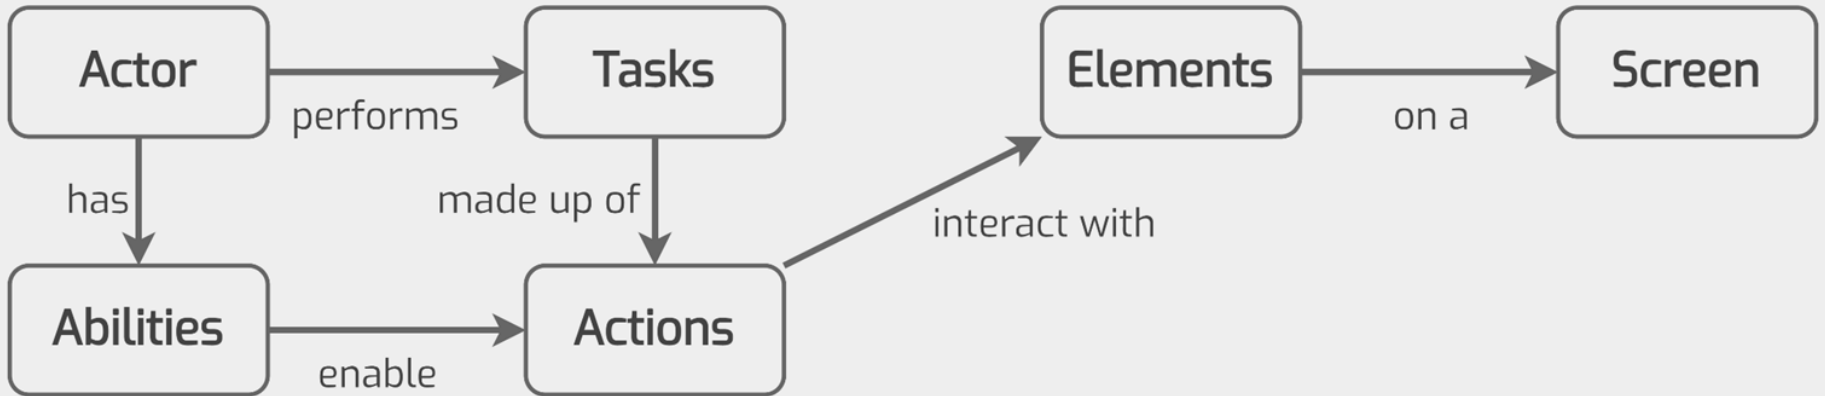 Actor
Tasks
Elements
Screen
performs
on a
has
made up of
interact with
Abilities
Actions
enable